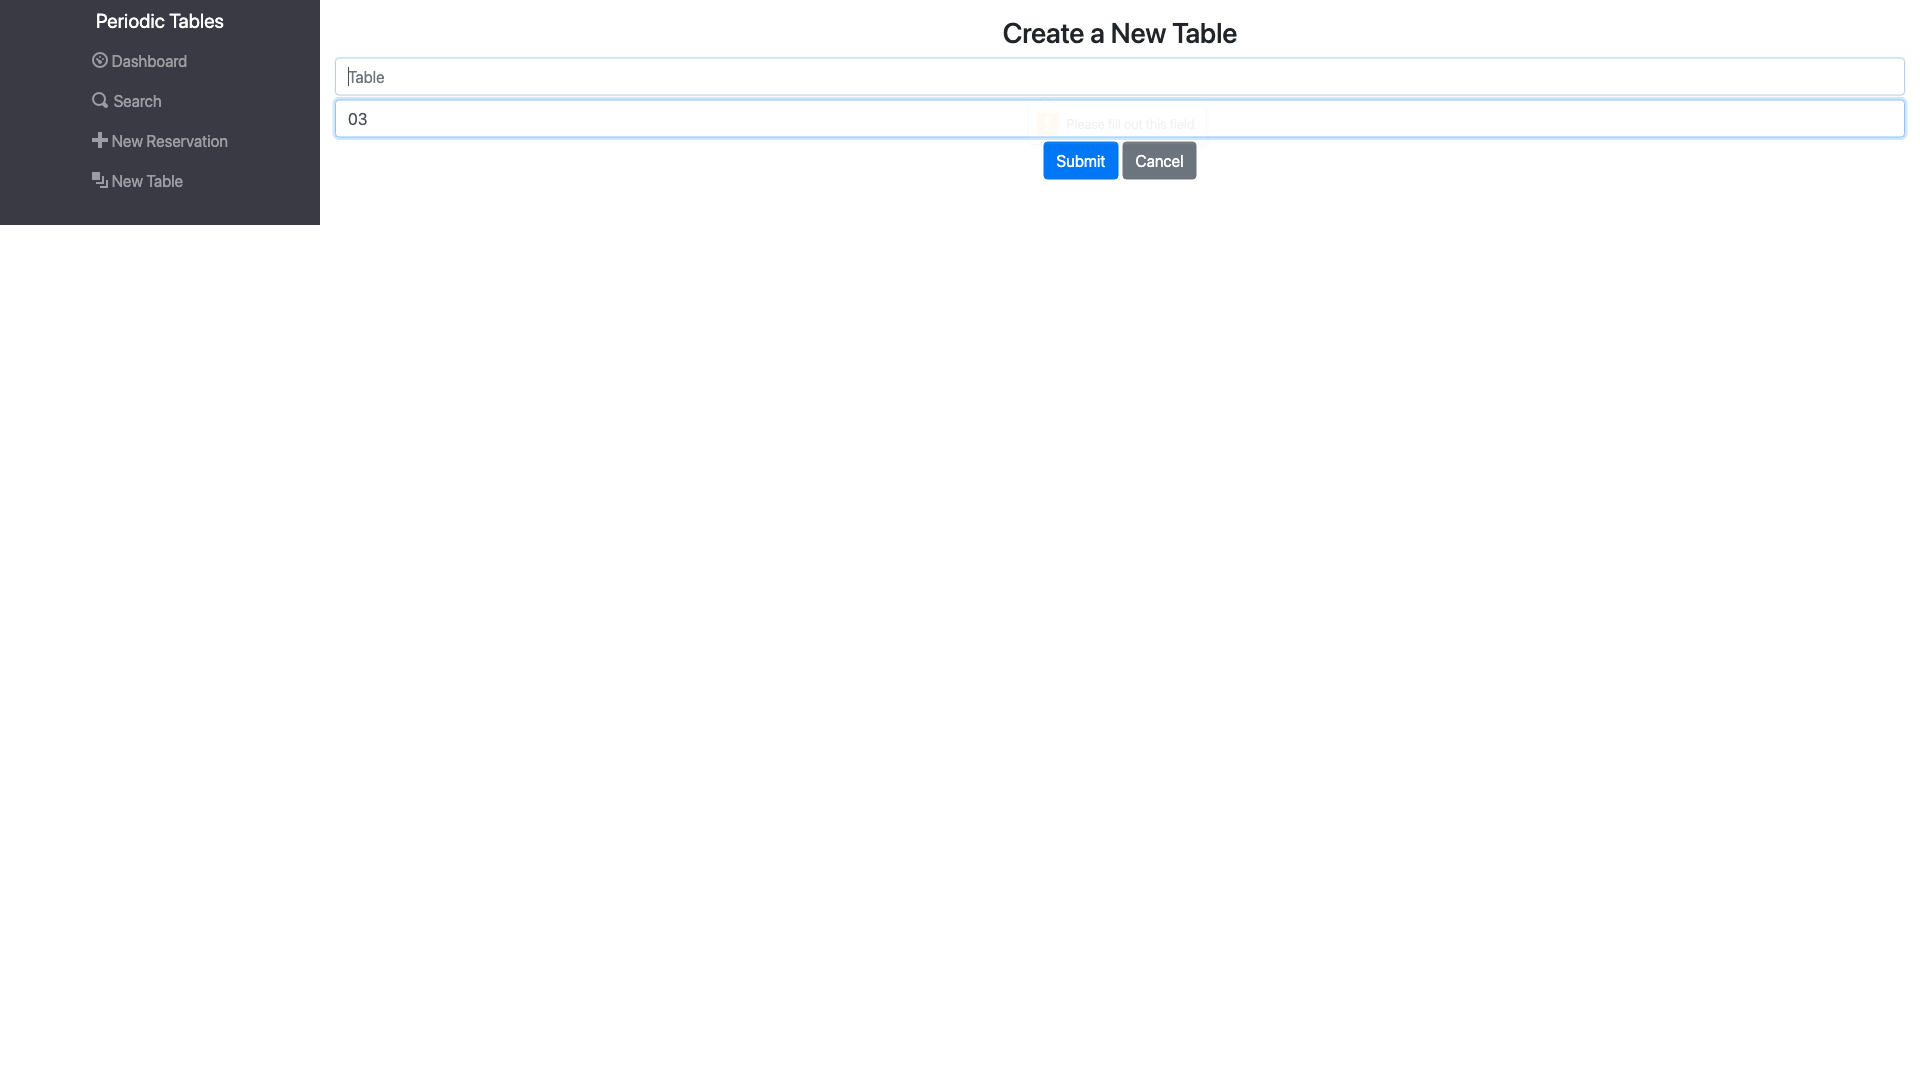 Periodic Tables
Dashboard
Search
New Reservation
New Table
Create a New Table
Table
03
Please fill out this field.
Submit
Cancel